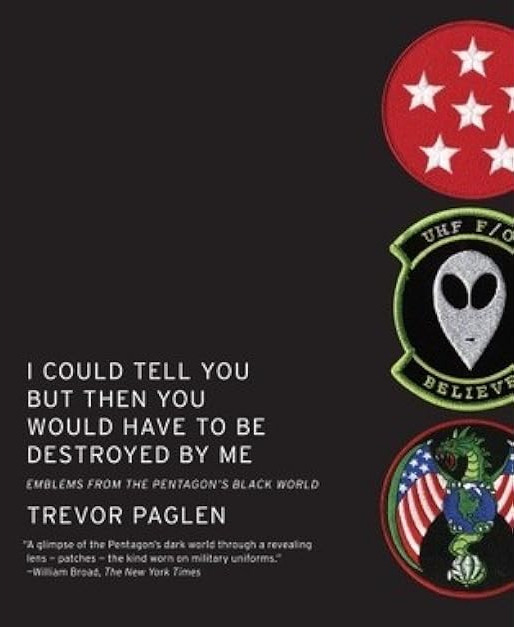 UHF F/O
BELIEVE
I COULD TELL YOU
BUT THEN YOU
WOULD HAVE TO BE
DESTROYED BY ME
EMBLEMS FROM THE PENTAGON'S BLACK WORLD
TREVOR PAGLEN
"A glimpse of the Pentagon's dark world through a revealing
lens – patches – the kind worn on military uniforms."
–William Broad, The New York Times